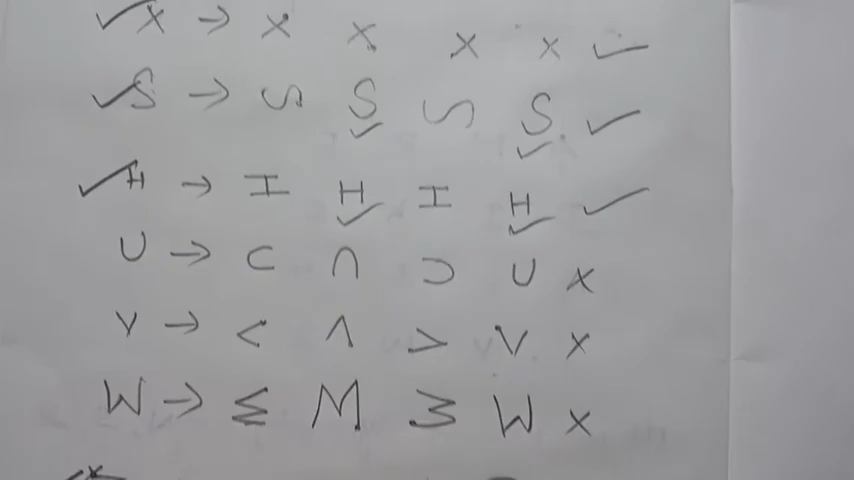 ✓ X → X X X X ✓
✓ S → S S S S ✓
✓ ✓
✓ H → H H H H ✓
✓ ✓
U → ⊂ ∩ ⊃ U X
V → < Λ > V X
W → Σ M 3 W X